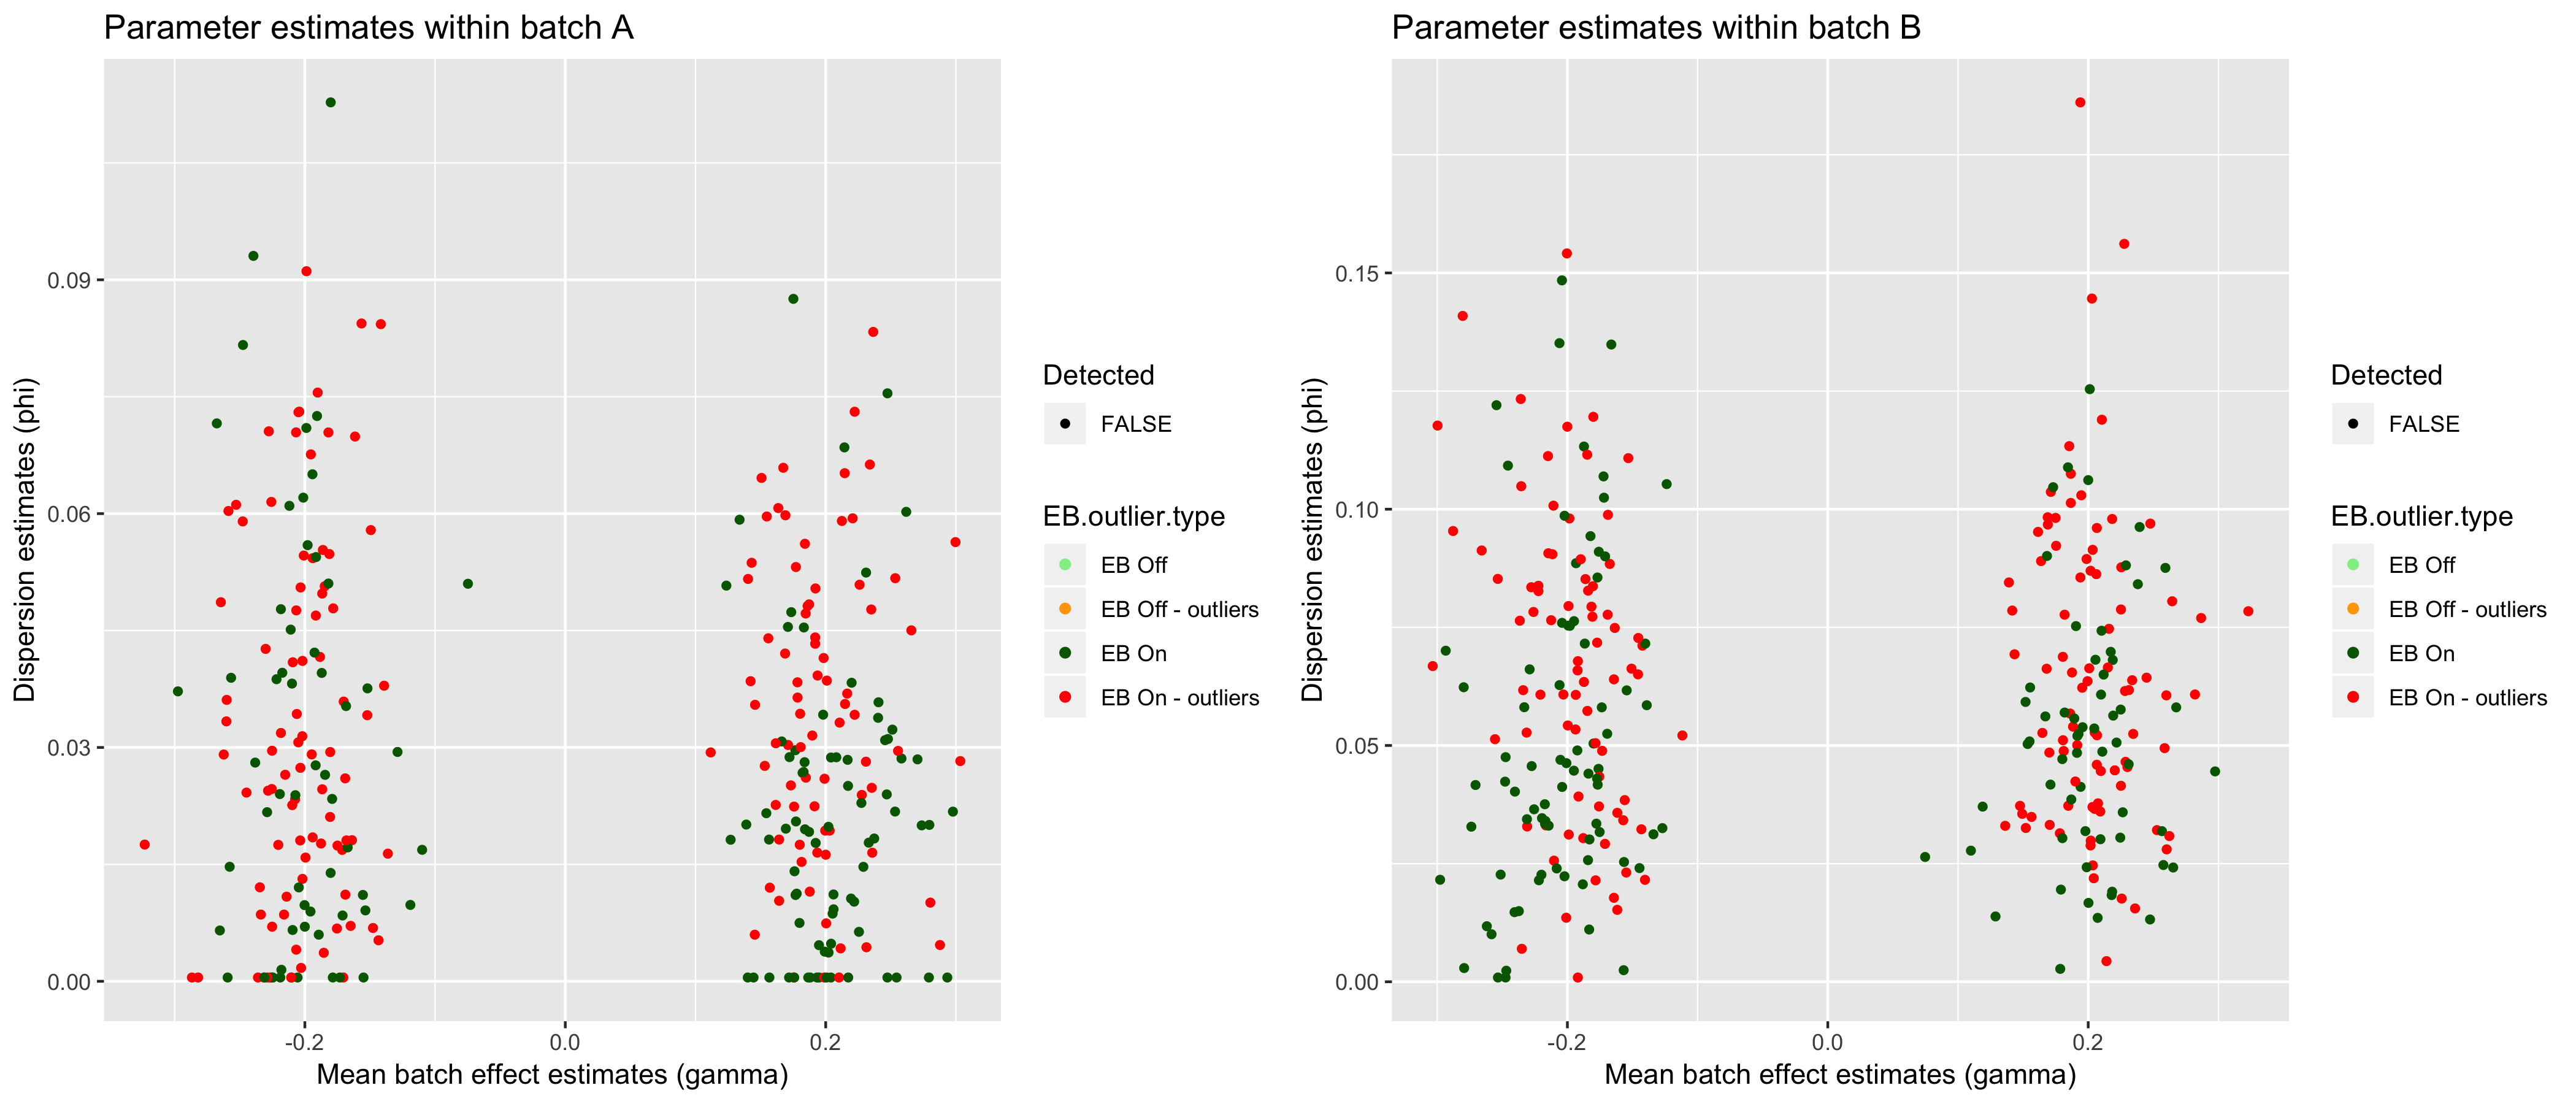 Parameter estimates within batch A
Dispersion estimates (phi)
0.09
0.06
0.03
0.00
-0.2
0.0
0.2
Mean batch effect estimates (gamma)
Detected
FALSE
EB.outlier.type
EB Off
EB Off - outliers
EB On
EB On - outliers
Parameter estimates within batch B
Dispersion estimates (phi)
0.15
0.10
0.05
0.00
-0.2
0.0
0.2
Mean batch effect estimates (gamma)
Detected
FALSE
EB.outlier.type
EB Off
EB Off - outliers
EB On
EB On - outliers